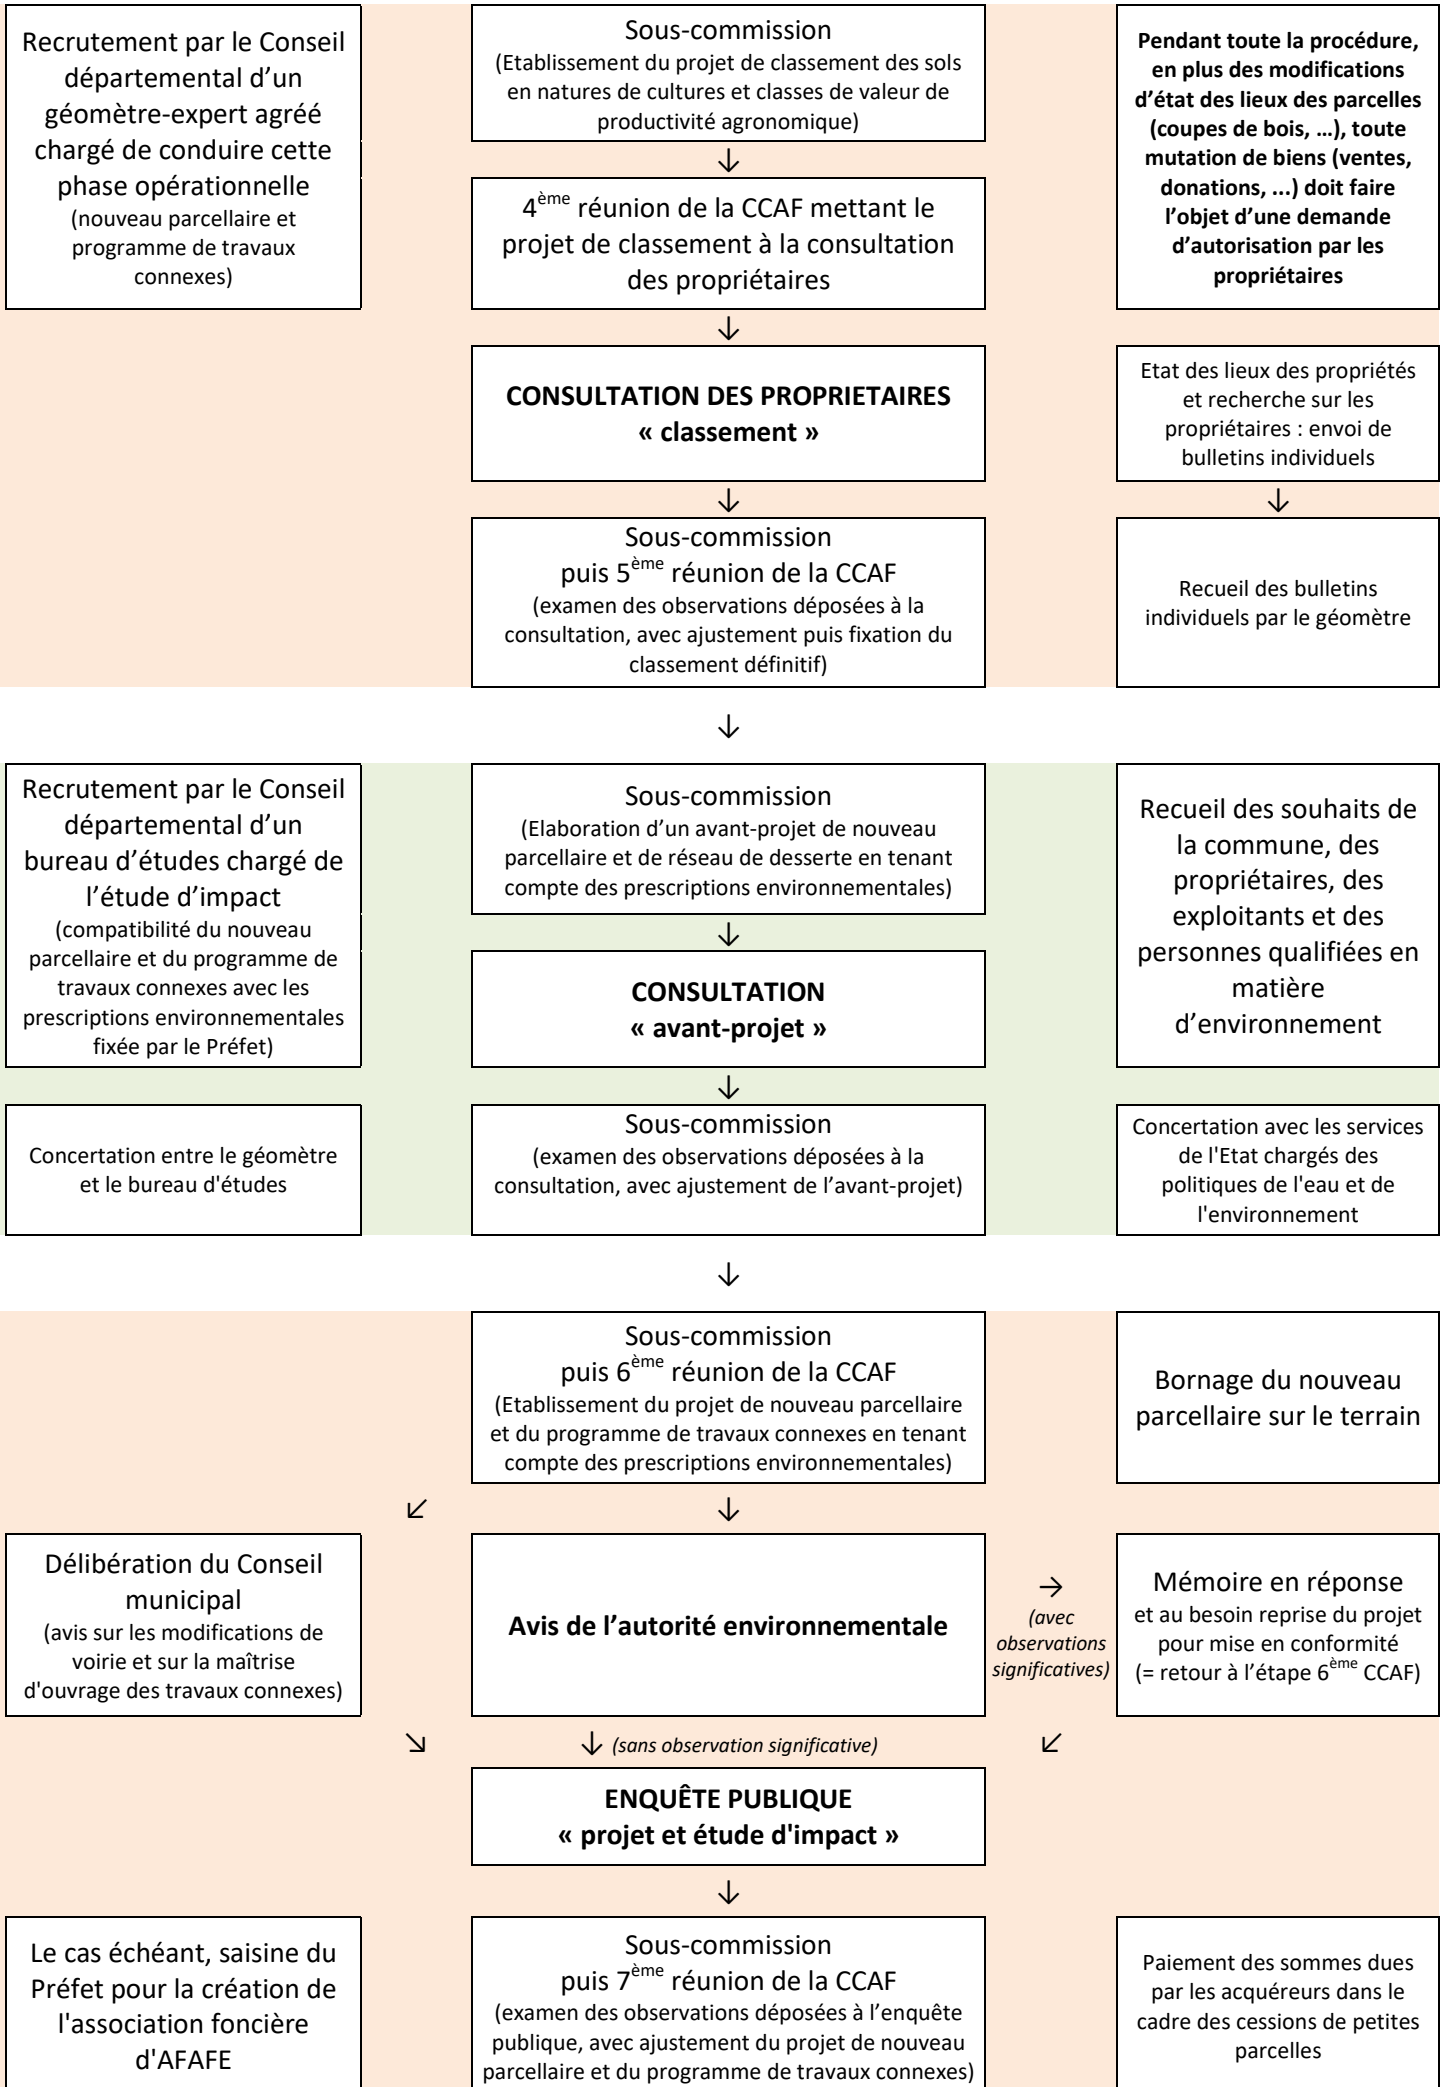 Recrutement par le Conseil
départemental d’un
géomètre-expert agréé
chargé de conduire cette
phase opérationnelle
(nouveau parcellaire et
programme de travaux
connexes)
Sous-commission
(Etablissement du projet de classement des sols
en natures de cultures et classes de valeur de
productivité agronomique)
↓
4ème réunion de la CCAF mettant le
projet de classement à la consultation
des propriétaires
Pendant toute la procédure,
en plus des modifications
d’état des lieux des parcelles
(coupes de bois, …), toute
mutation de biens (ventes,
donations, ...) doit faire
l’objet d’une demande
d’autorisation par les
propriétaires
↓
CONSULTATION DES PROPRIETAIRES
« classement »
Etat des lieux des propriétés
et recherche sur les
propriétaires : envoi de
bulletins individuels
↓
↓
Sous-commission
puis 5ème réunion de la CCAF
(examen des observations déposées à la
consultation, avec ajustement puis fixation du
classement définitif)
Recueil des bulletins
individuels par le géomètre
↓
Recrutement par le Conseil
départemental d’un
bureau d’études chargé de
l’étude d’impact
(compatibilité du nouveau
parcellaire et du programme de
travaux connexes avec les
prescriptions environnementales
fixée par le Préfet)
Sous-commission
(Elaboration d’un avant-projet de nouveau
parcellaire et de réseau de desserte en tenant
compte des prescriptions environnementales)
↓
CONSULTATION
« avant-projet »
Recueil des souhaits de
la commune, des
propriétaires, des
exploitants et des
personnes qualifiées en
matière
d’environnement
↓
Concertation entre le géomètre
et le bureau d'études
Sous-commission
(examen des observations déposées à la
consultation, avec ajustement de l’avant-projet)
Concertation avec les services
de l'Etat chargés des
politiques de l'eau et de
l'environnement
↓
Sous-commission
puis 6ème réunion de la CCAF
(Etablissement du projet de nouveau parcellaire
et du programme de travaux connexes en tenant
compte des prescriptions environnementales)
Bornage du nouveau
parcellaire sur le terrain
↙
↓
Délibération du Conseil
municipal
(avis sur les modifications de
voirie et sur la maîtrise
d'ouvrage des travaux connexes)
Avis de l’autorité environnementale
→
(avec
observations
significatives)
Mémoire en réponse
et au besoin reprise du projet
pour mise en conformité
(= retour à l’étape 6ème CCAF)
↘
↓ (sans observation significative)
↙
ENQUÊTE PUBLIQUE
« projet et étude d'impact »
↓
Le cas échéant, saisine du
Préfet pour la création de
l'association foncière
d'AFAFE
Sous-commission
puis 7ème réunion de la CCAF
(examen des observations déposées à l’enquête
publique, avec ajustement du projet de nouveau
parcellaire et du programme de travaux connexes)
Paiement des sommes dues
par les acquéreurs dans le
cadre des cessions de petites
parcelles